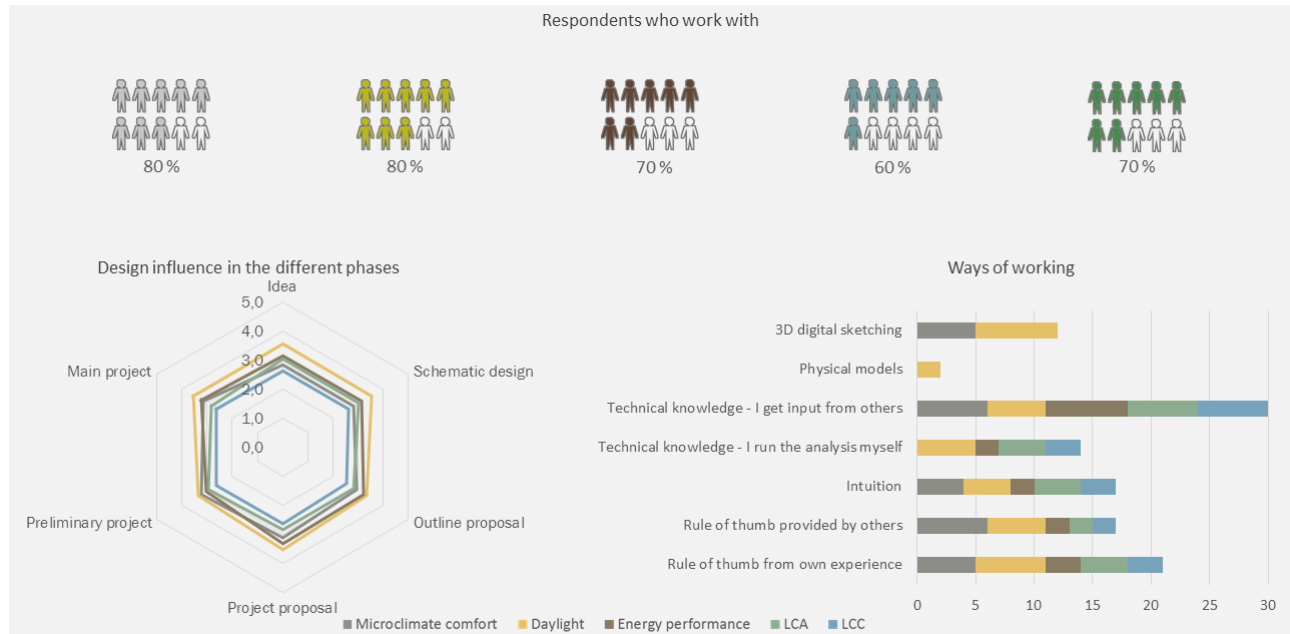 Respondents who work with
80 %
80 %
70 %
60 %
70 %
Design influence in the different phases
Idea
5,0
4,0
3,0
2,0
1,0
0,0
Main project
Schematic design
Preliminary project
Outline proposal
Project proposal
Ways of working
3D digital sketching
Physical models
Technical knowledge - I get input from others
Technical knowledge - I run the analysis myself
Intuition
Rule of thumb provided by others
Rule of thumb from own experience
0 5 10 15 20 25 30
Microclimate comfort Daylight Energy performance LCA LCC